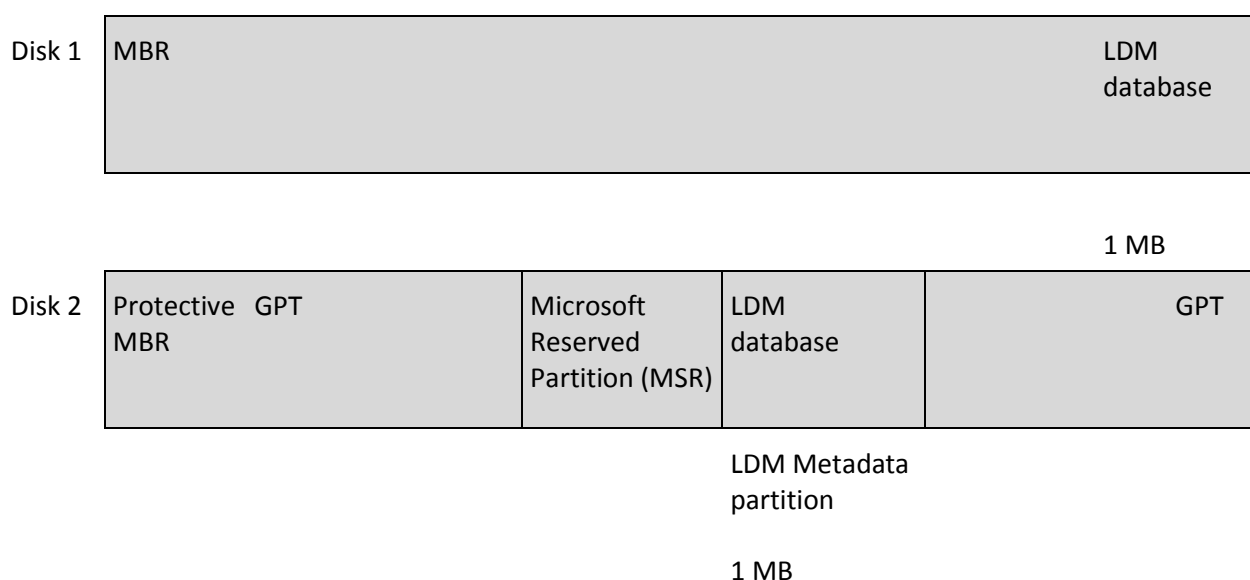 Disk 1 MBR LDM
database
1 MB
Disk 2 Protective GPT Microsoft LDM GPT
MBR Reserved database
Partition (MSR)
LDM Metadata
partition
1 MB